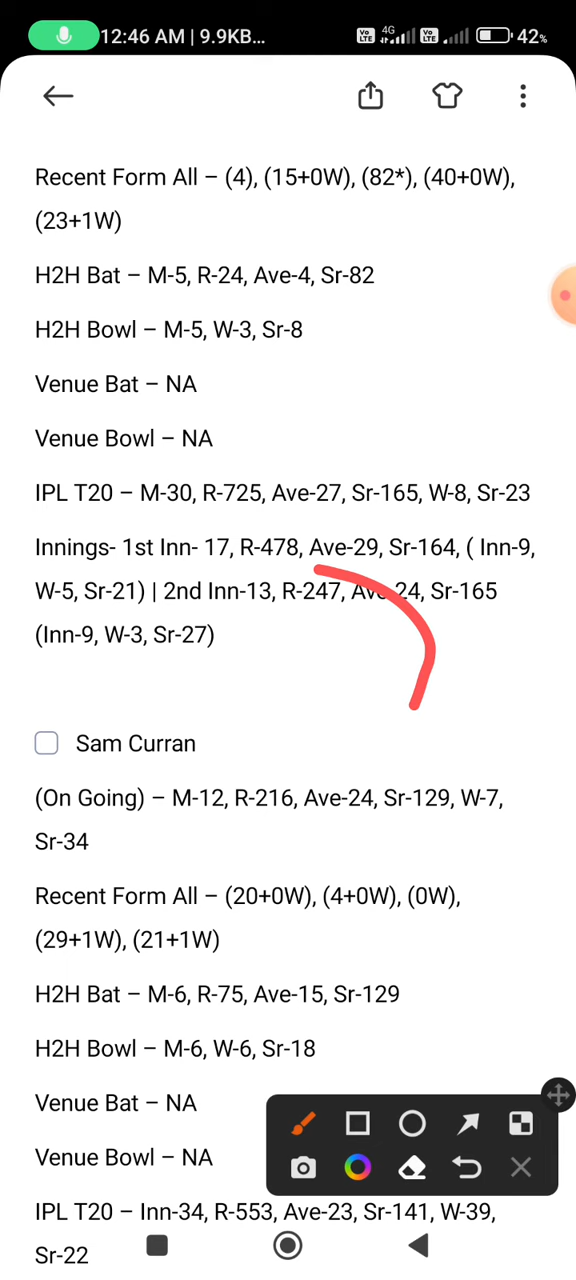 12:46 AM | 9.9KB... 4G 42%
Recent Form All – (4), (15+0W), (82*), (40+0W),
(23+1W)
H2H Bat – M-5, R-24, Ave-4, Sr-82
H2H Bowl – M-5, W-3, Sr-8
Venue Bat – NA
Venue Bowl – NA
IPL T20 – M-30, R-725, Ave-27, Sr-165, W-8, Sr-23
Innings- 1st Inn- 17, R-478, Ave-29, Sr-164, ( Inn-9,
W-5, Sr-21) | 2nd Inn-13, R-247, Ave-24, Sr-165
(Inn-9, W-3, Sr-27)
Sam Curran
(On Going) – M-12, R-216, Ave-24, Sr-129, W-7,
Sr-34
Recent Form All – (20+0W), (4+0W), (0W),
(29+1W), (21+1W)
H2H Bat – M-6, R-75, Ave-15, Sr-129
H2H Bowl – M-6, W-6, Sr-18
Venue Bat – NA
Venue Bowl – NA
IPL T20 – Inn-34, R-553, Ave-23, Sr-141, W-39,
Sr-22